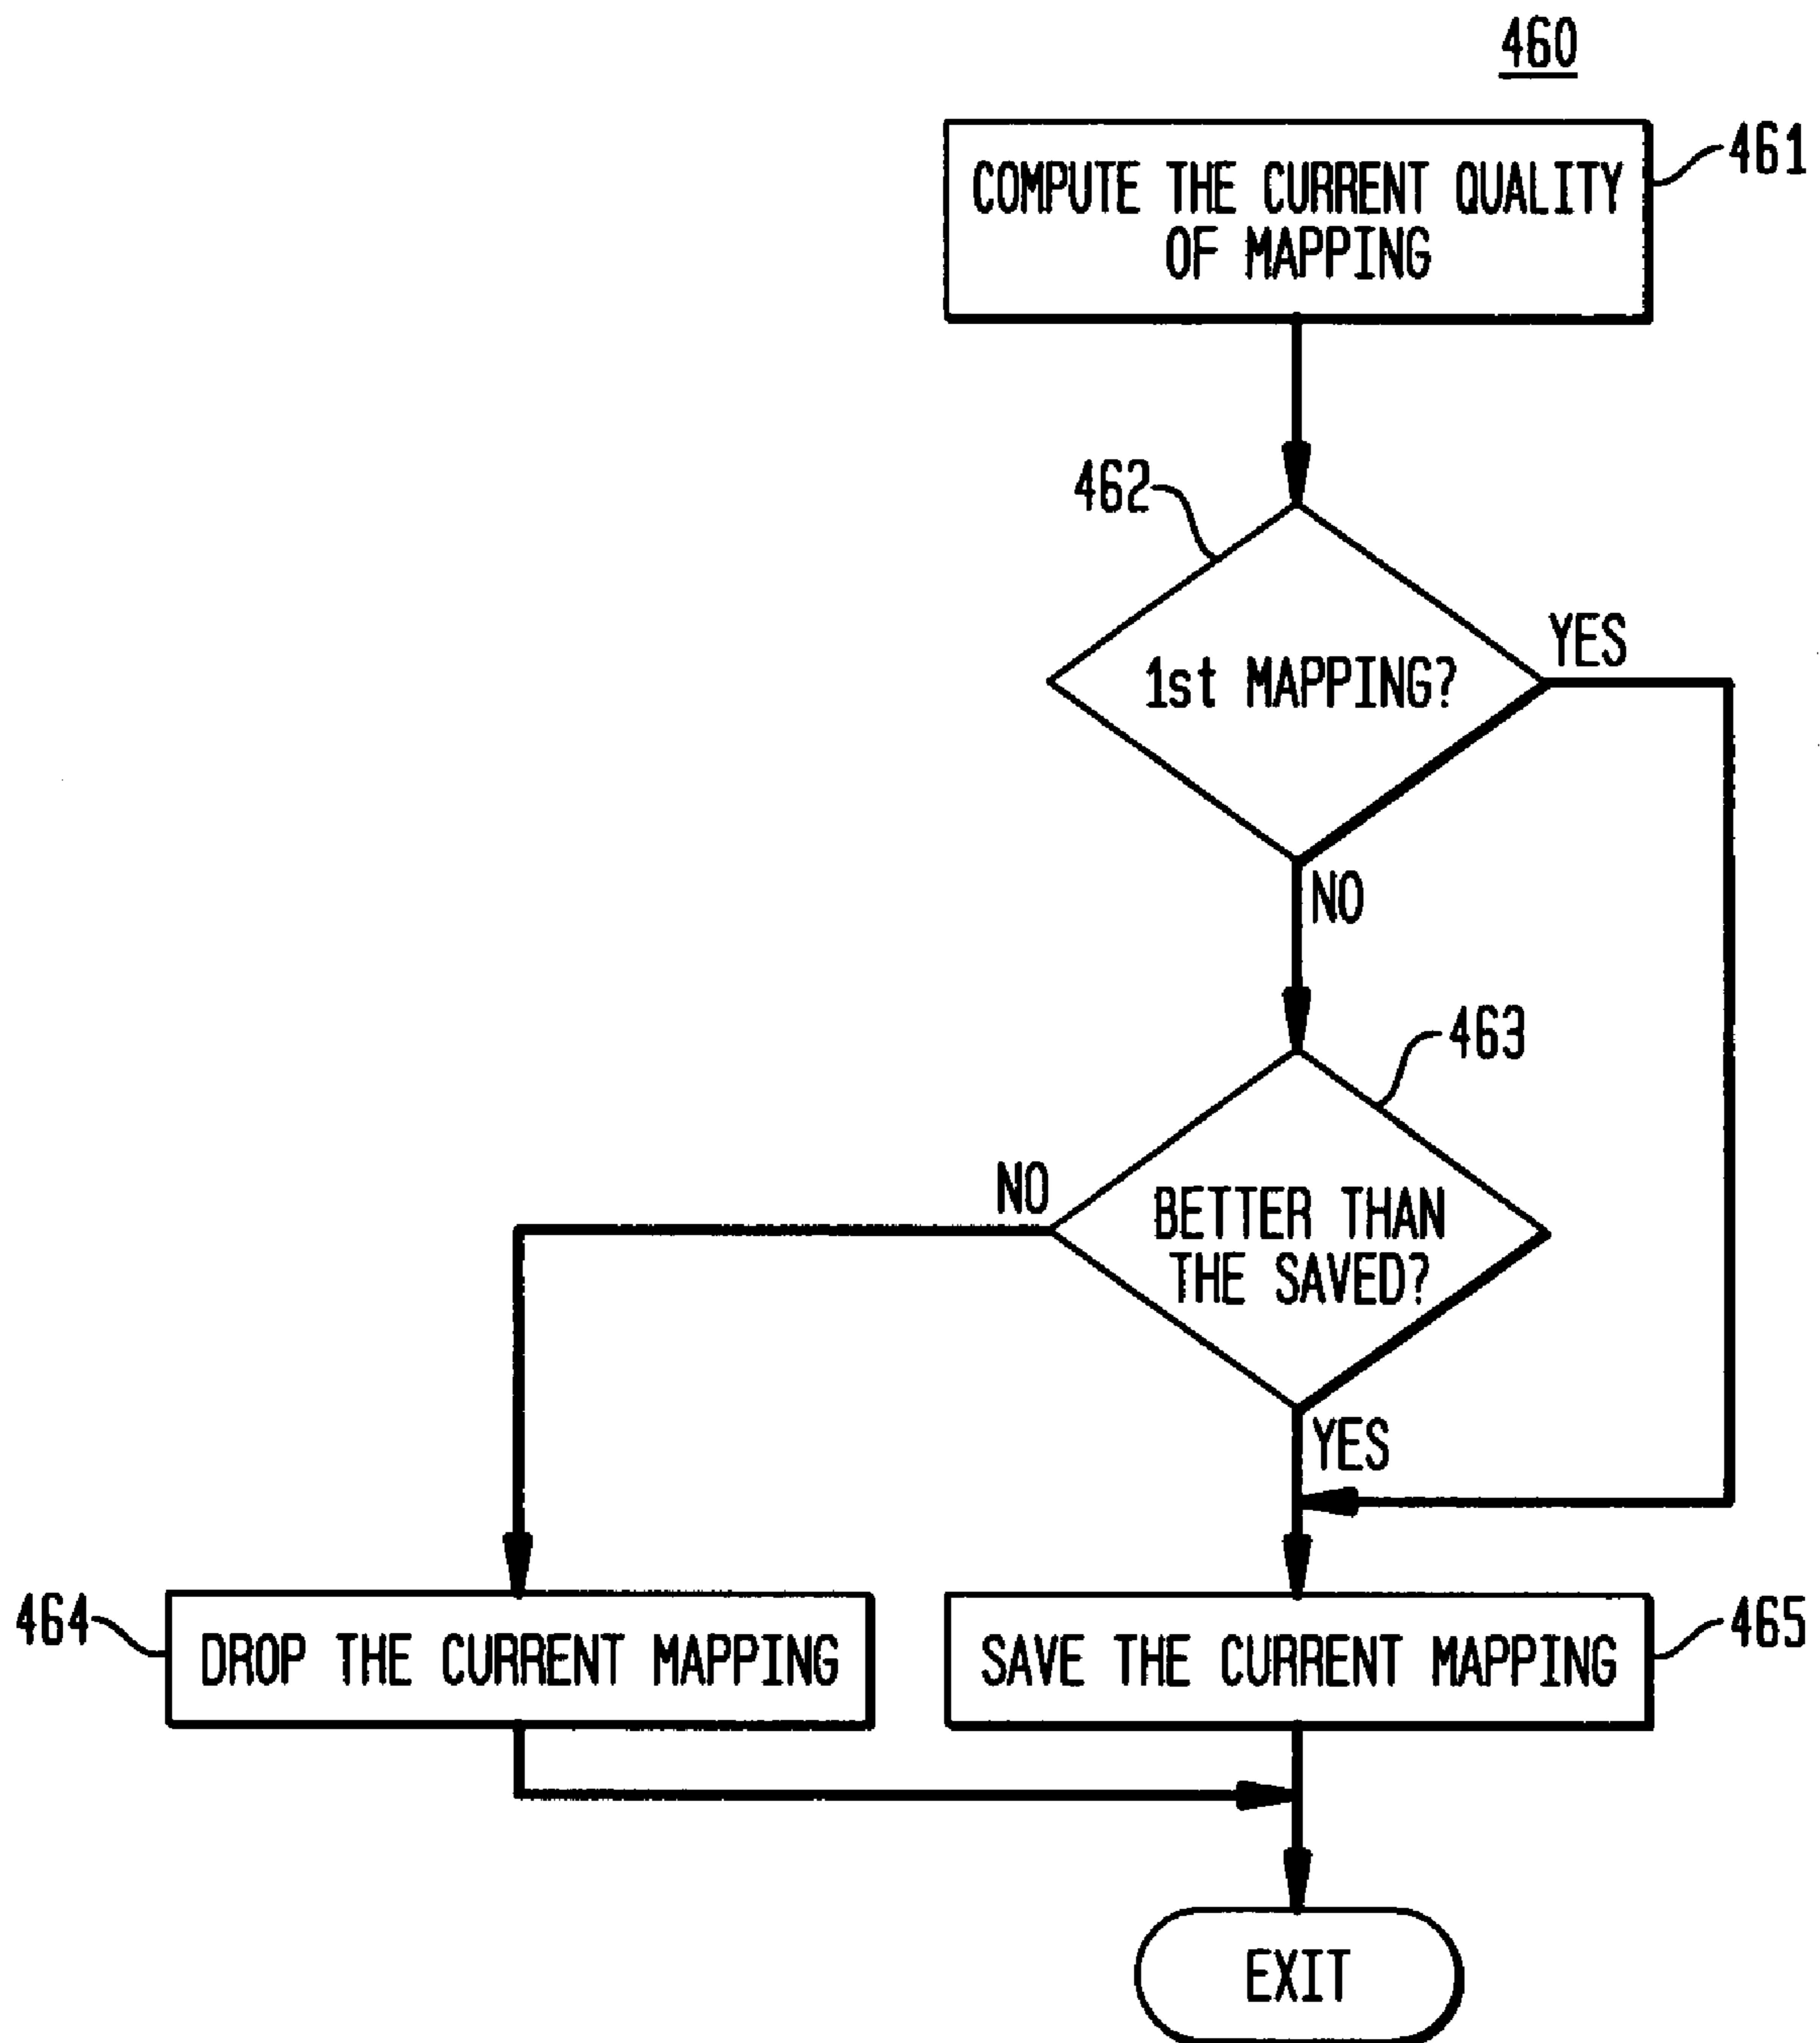 460
461
COMPUTE THE CURRENT QUALITY
OF MAPPING
462
YES
1st MAPPING?
NO
463
NO
BETTER THAN
THE SAVED?
YES
464
DROP THE CURRENT MAPPING
SAVE THE CURRENT MAPPING
465
EXIT